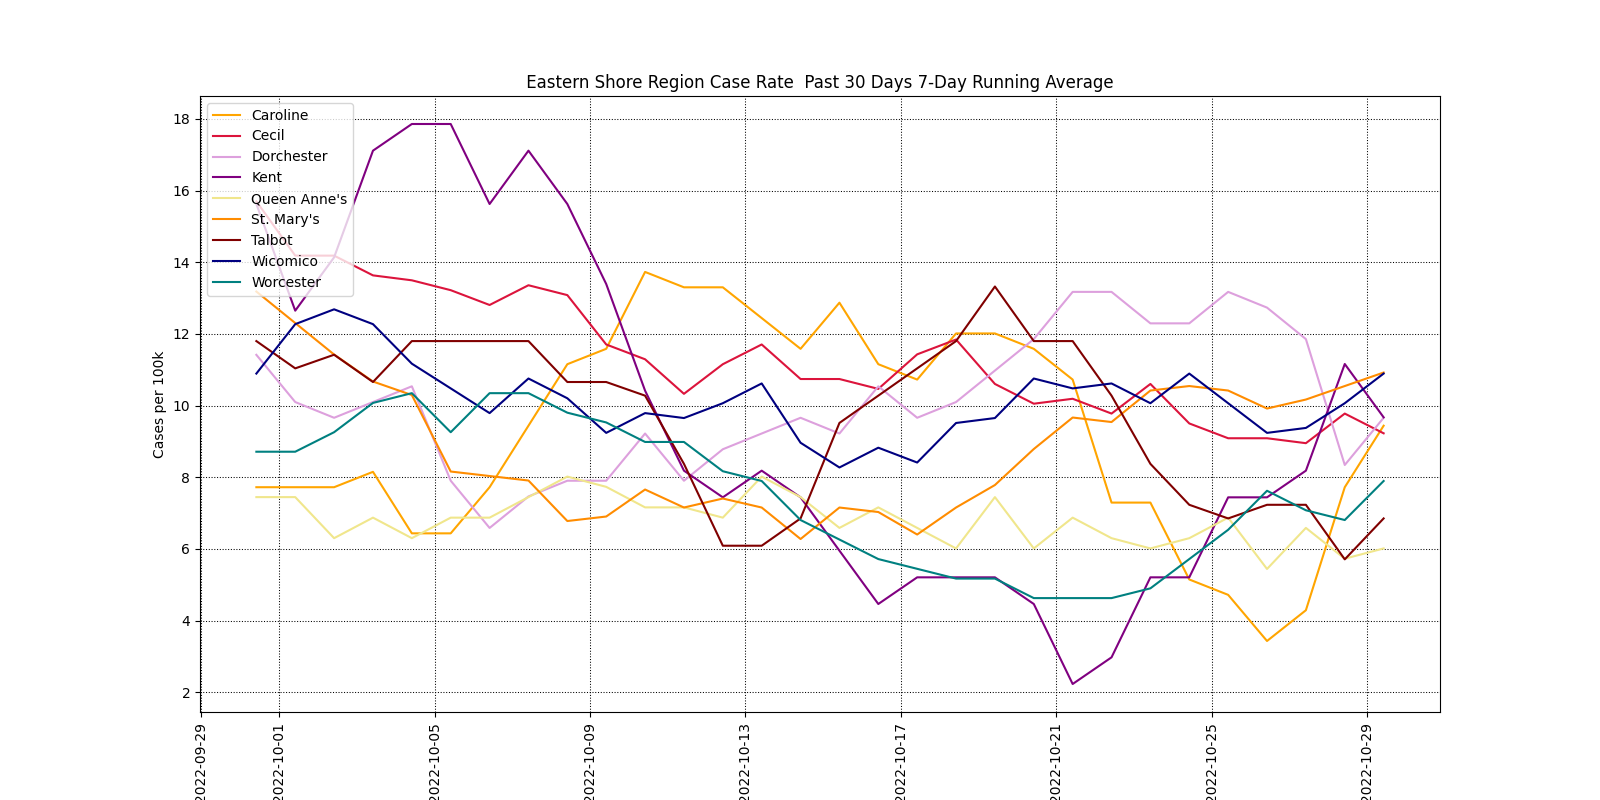 Eastern Shore Region Case Rate  Past 30 Days 7-Day Running Average
Caroline
Cecil
Dorchester
Kent
Queen Anne's
St. Mary's
Talbot
Wicomico
Worcester
Cases per 100k
18
16
14
12
10
8
6
4
2
2022-09-29
2022-10-01
2022-10-05
2022-10-09
2022-10-13
2022-10-17
2022-10-21
2022-10-25
2022-10-29